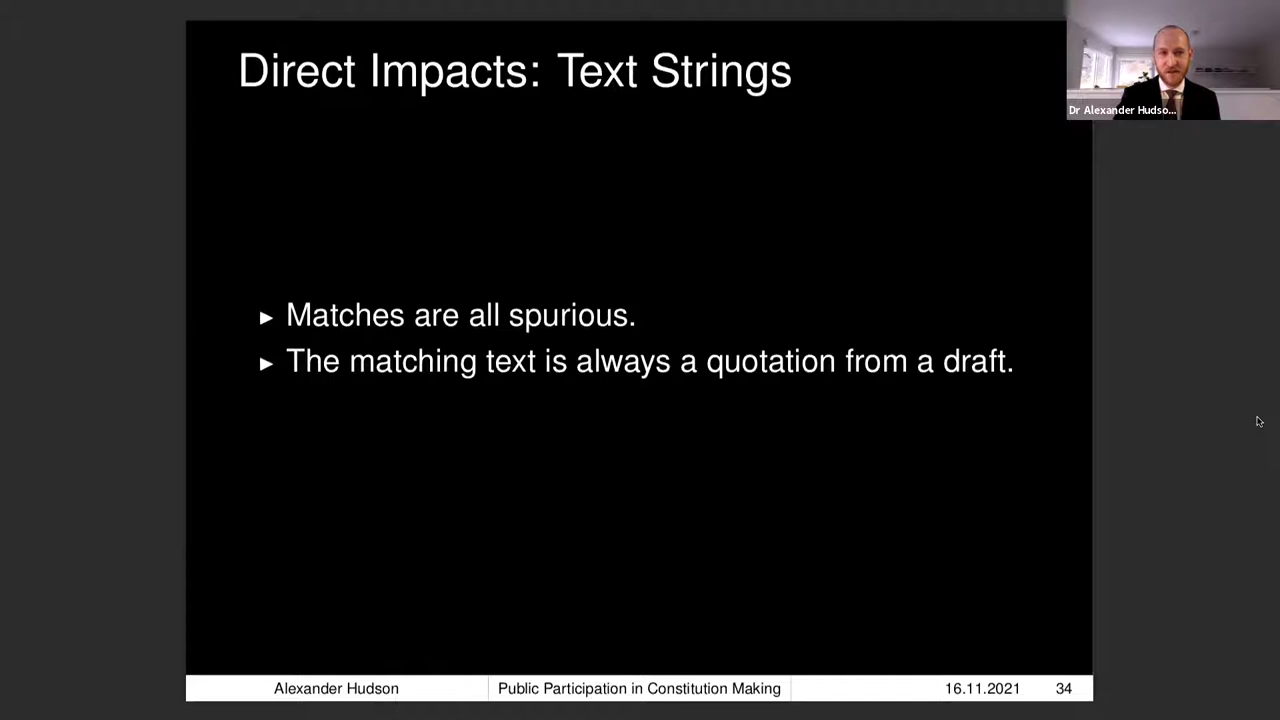 Direct Impacts: Text Strings
Dr Alexander Hudso...
► Matches are all spurious.
► The matching text is always a quotation from a draft.
Alexander Hudson Public Participation in Constitution Making 16.11.2021 34